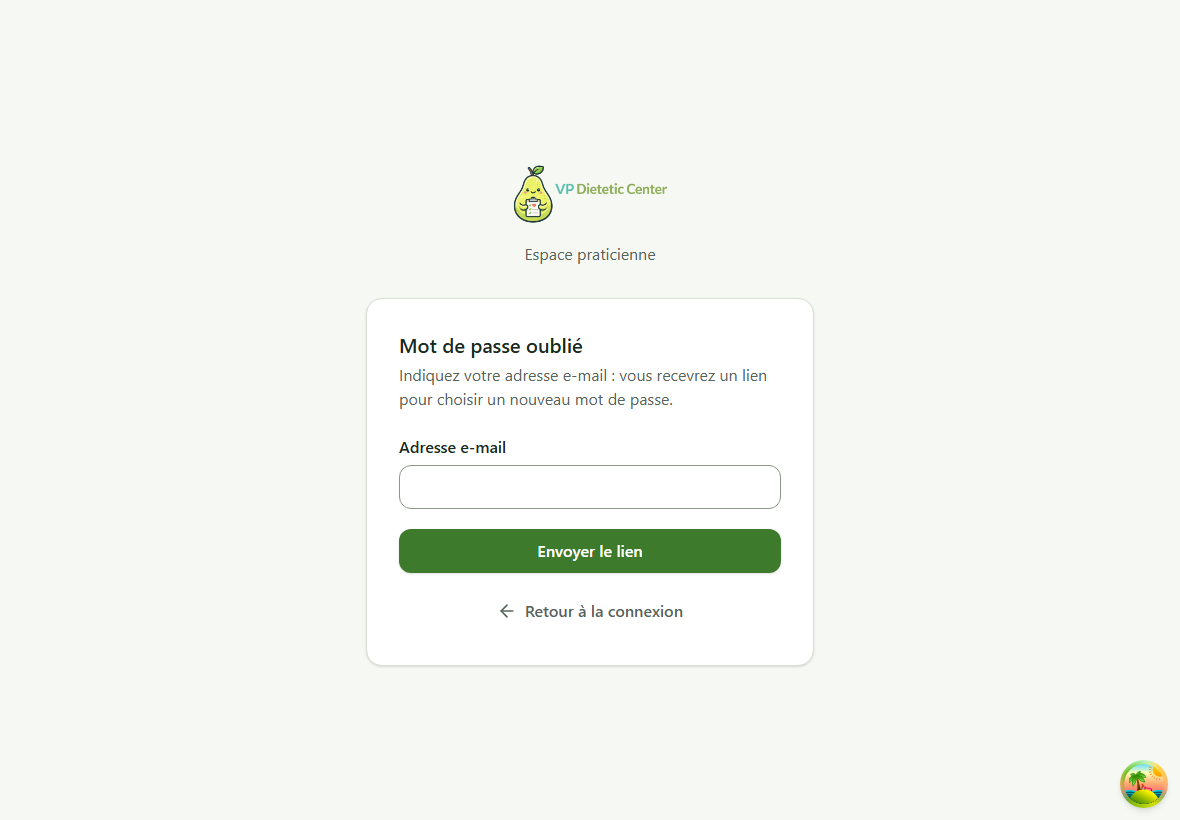 VP Dietetic Center
Espace praticienne
Mot de passe oublié
Indiquez votre adresse e-mail : vous recevrez un lien
pour choisir un nouveau mot de passe.
Adresse e-mail
Envoyer le lien
← Retour à la connexion